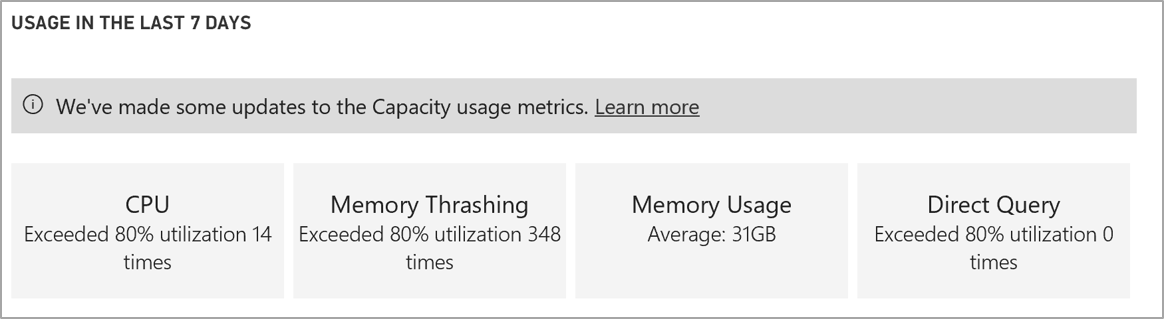 USAGE IN THE LAST 7 DAYS
We've made some updates to the Capacity usage metrics. Learn more
CPU
Exceeded 80% utilization 14
times
Memory Thrashing
Exceeded 80% utilization 348
times
Memory Usage
Average: 31GB
Direct Query
Exceeded 80% utilization 0
times